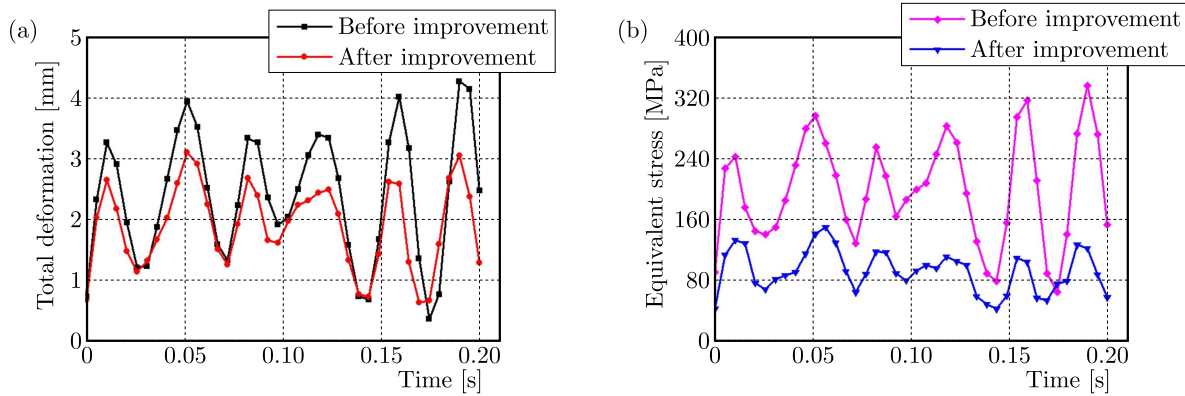 (a)
Before improvement
After improvement
Total deformation [mm]
5
4
3
2
1
0
0
0.05
0.10
0.15
0.20
Time [s]
(b)
Before improvement
After improvement
Equivalent stress [MPa]
400
320
240
160
80
0
0
0.05
0.10
0.15
0.20
Time [s]